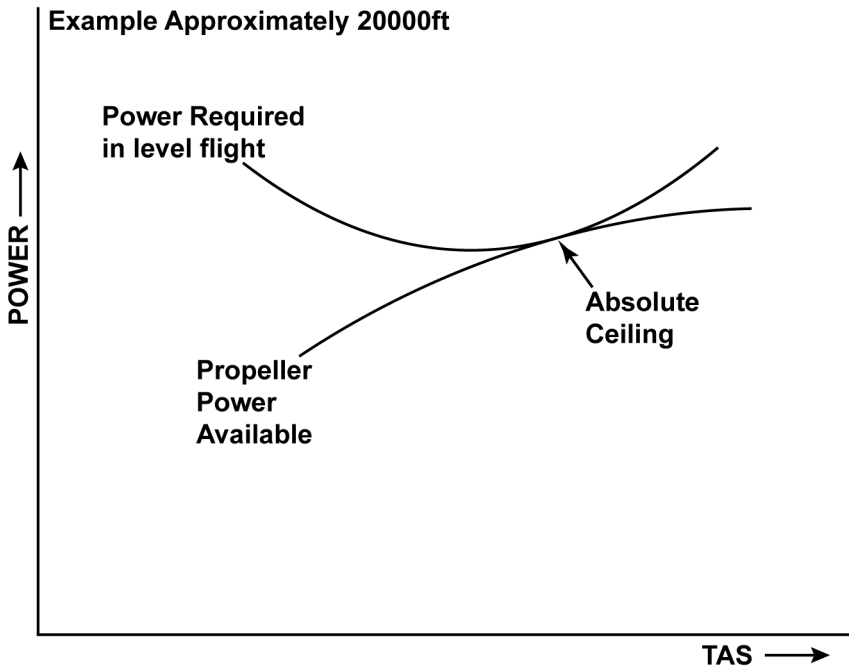 Example Approximately 20000ft
Power Required
in level flight
POWER
Absolute
Ceiling
Propeller
Power
Available
TAS